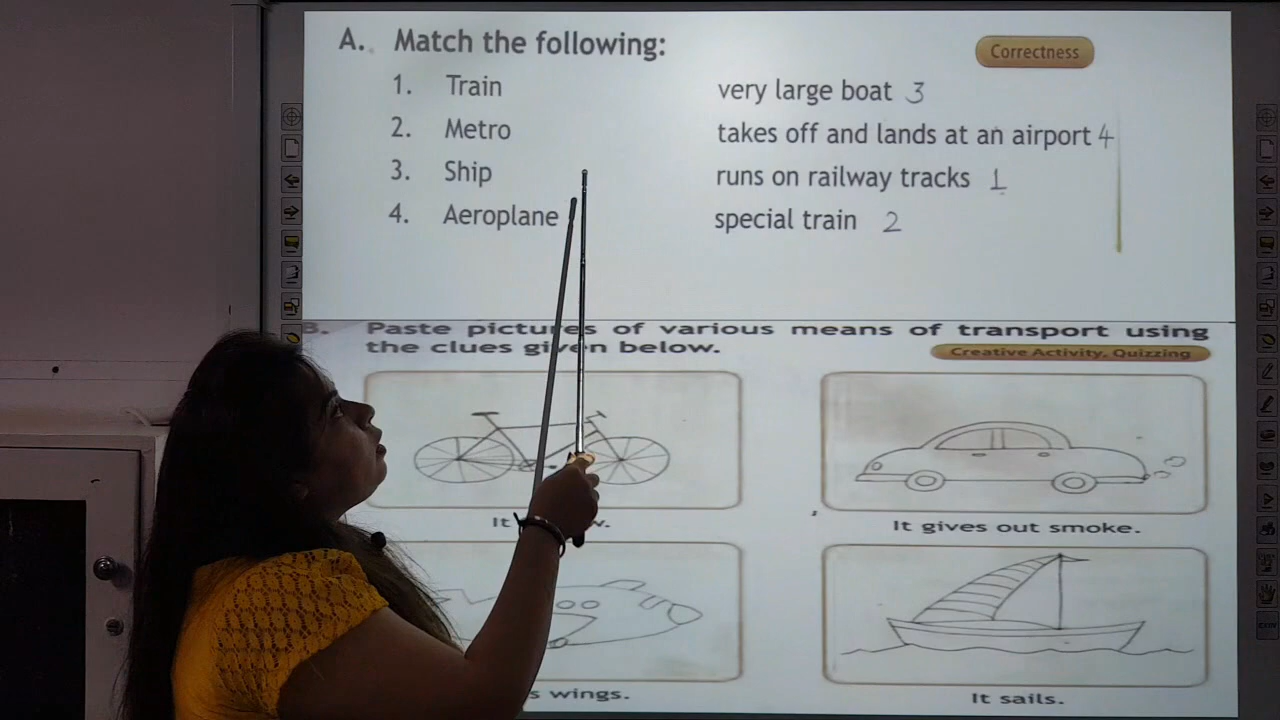 A. Match the following:
Correctness
1. Train very large boat 3
2. Metro takes off and lands at an airport 4
3. Ship runs on railway tracks 1
4. Aeroplane special train 2
B. Paste pictures of various means of transport using
the clues given below.
Creative Activity, Quizzing
It
It gives out smoke.
wings.
It sails.